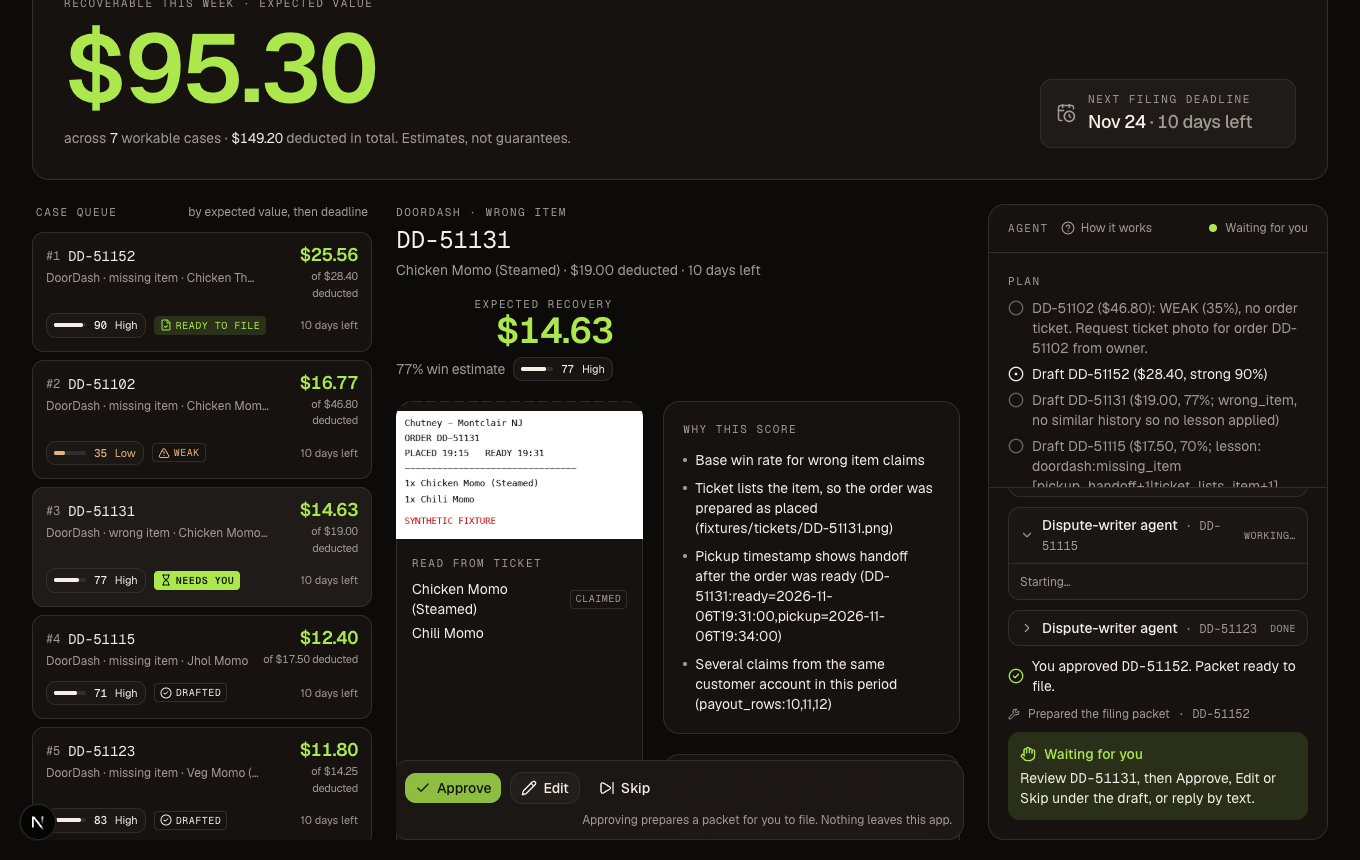 RECOVERABLE THIS WEEK · EXPECTED VALUE
$95.30
across 7 workable cases · $149.20 deducted in total. Estimates, not guarantees.
NEXT FILING DEADLINE
Nov 24 · 10 days left
CASE QUEUE
by expected value, then deadline
#1 DD-51152
$25.56
DoorDash · missing item · Chicken Th…
of $28.40
deducted
90 High
READY TO FILE
10 days left
#2 DD-51102
$16.77
DoorDash · missing item · Chicken Mom…
of $46.80
deducted
35 Low
WEAK
10 days left
#3 DD-51131
$14.63
DoorDash · wrong item · Chicken Momo…
of $19.00
deducted
77 High
NEEDS YOU
10 days left
#4 DD-51115
$12.40
DoorDash · missing item · Jhol Momo
of $17.50 deducted
71 High
DRAFTED
10 days left
#5 DD-51123
$11.80
DoorDash · missing item · Veg Momo (…
of $14.25
deducted
83 High
DRAFTED
10 days left
N
DOORDASH · WRONG ITEM
DD-51131
Chicken Momo (Steamed) · $19.00 deducted · 10 days left
EXPECTED RECOVERY
$14.63
77% win estimate
77 High
Chutney — Montclair NJ
ORDER DD-51131
PLACED 19:15 READY 19:31
--------------------------------
1x Chicken Momo (Steamed)
1x Chili Momo
SYNTHETIC FIXTURE
READ FROM TICKET
Chicken Momo
(Steamed)
CLAIMED
Chili Momo
WHY THIS SCORE
• Base win rate for wrong item claims
• Ticket lists the item, so the order was
prepared as placed
(fixtures/tickets/DD-51131.png)
• Pickup timestamp shows handoff
after the order was ready (DD-
51131:ready=2026-11-
06T19:31:00,pickup=2026-11-
06T19:34:00)
• Several claims from the same
customer account in this period
(payout_rows:10,11,12)
Approve
Edit
Skip
Approving prepares a packet for you to file. Nothing leaves this app.
AGENT
How it works
Waiting for you
PLAN
DD-51102 ($46.80): WEAK (35%), no order
ticket. Request ticket photo for order DD-
51102 from owner.
Draft DD-51152 ($28.40, strong 90%)
Draft DD-51131 ($19.00, 77%; wrong_item,
no similar history so no lesson applied)
Draft DD-51115 ($17.50, 70%; lesson:
doordash:missing_item
[pickup_handoff+1|ticket_lists_item+1]
Dispute-writer agent · DD-
51115
WORKING…
Starting…
Dispute-writer agent · DD-51123
DONE
You approved DD-51152. Packet ready to
file.
Prepared the filing packet · DD-51152
Waiting for you
Review DD-51131, then Approve, Edit or
Skip under the draft, or reply by text.